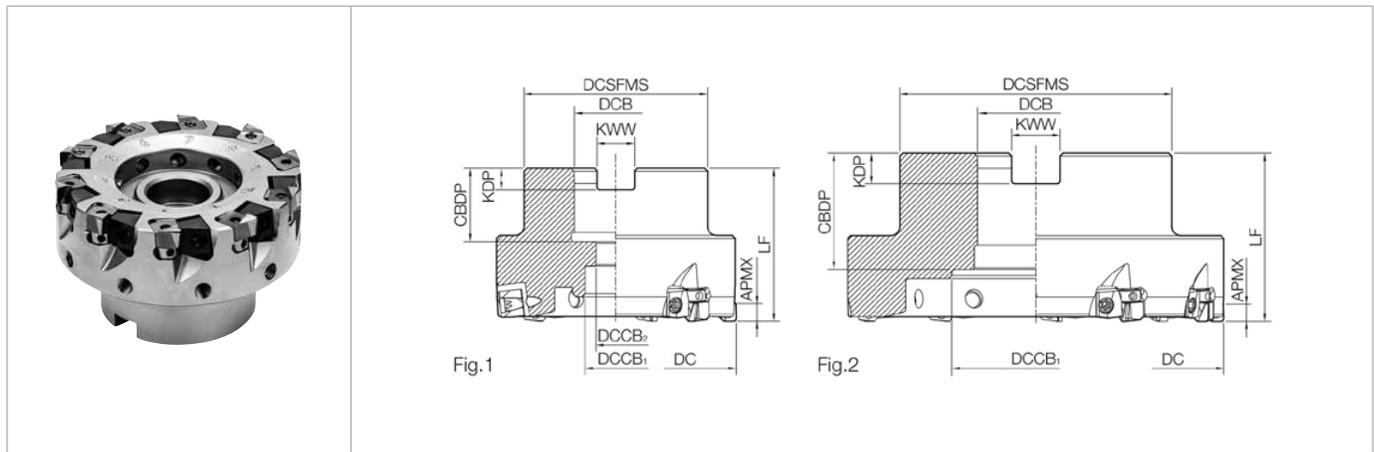 DCSFMS
DCB
KWW
KDP
CBDP
LF
APMX
DCCB₂
DCCB₁
DC
Fig.1
DCSFMS
DCB
KWW
KDP
CBDP
LF
APMX
DCCB₁
DC
Fig.2